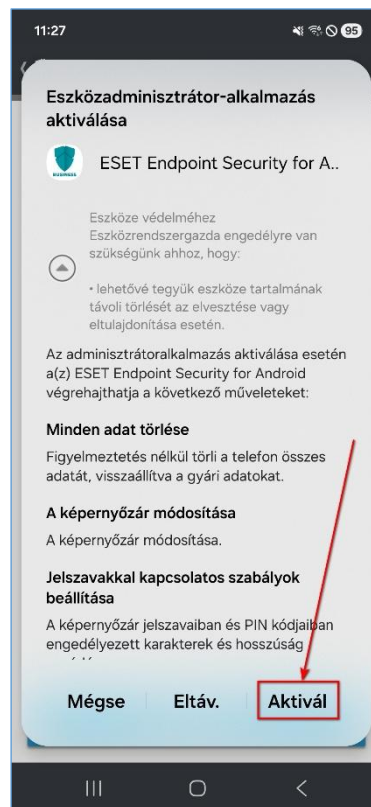 11:27
95
Eszközadminisztrátor-alkalmazás
aktiválása
BUSINESS
ESET Endpoint Security for A..
Eszköze védelméhez
Eszközrendszergazda engedélyre van
szükségünk ahhoz, hogy:
• lehetővé tegyük eszköze tartalmának
távoli törlését az elvesztése vagy
eltulajdonítása esetén.
Az adminisztrátoralkalmazás aktiválása esetén
a(z) ESET Endpoint Security for Android
végrehajthatja a következő műveleteket:
Minden adat törlése
Figyelmeztetés nélkül törli a telefon összes
adatát, visszaállítva a gyári adatokat.
A képernyőzár módosítása
A képernyőzár módosítása.
Jelszavakkal kapcsolatos szabályok
beállítása
A képernyőzár jelszavaiban és PIN kódjaiban
engedélyezett karakterek és hosszúság
Mégse
Eltáv.
Aktivál